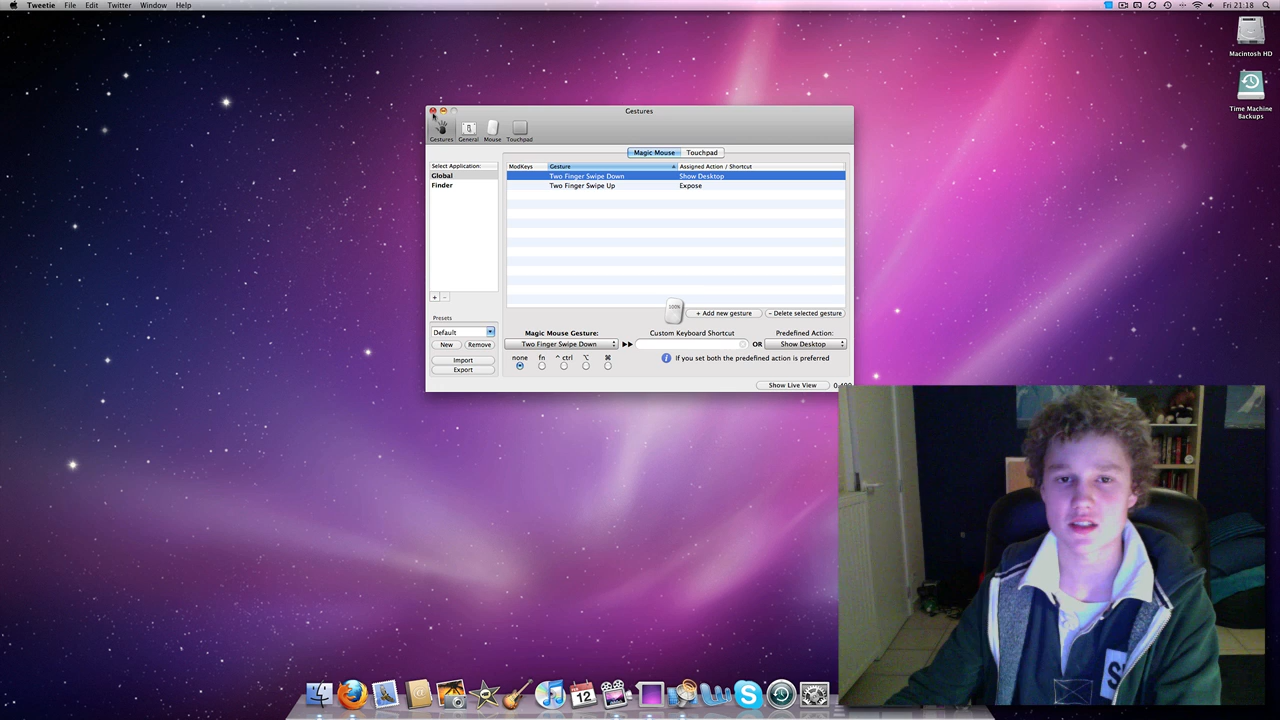 Tweetie File Edit Twitter Window Help
Fri 21:18
Macintosh HD
Time Machine
Backups
Gestures
Gestures General Mouse Touchpad
Magic Mouse Touchpad
Select Application:
Global
Finder
ModKeys Gesture Assigned Action / Shortcut
Two Finger Swipe Down Show Desktop
Two Finger Swipe Up Expose
+ -
100%
+ Add new gesture - Delete selected gesture
Presets
Default
New Remove
Import
Export
Magic Mouse Gesture: Custom Keyboard Shortcut Predefined Action:
Two Finger Swipe Down OR Show Desktop
none fn ^ ctrl ⌥ ⌘
If you set both the predefined action is preferred
Show Live View
12